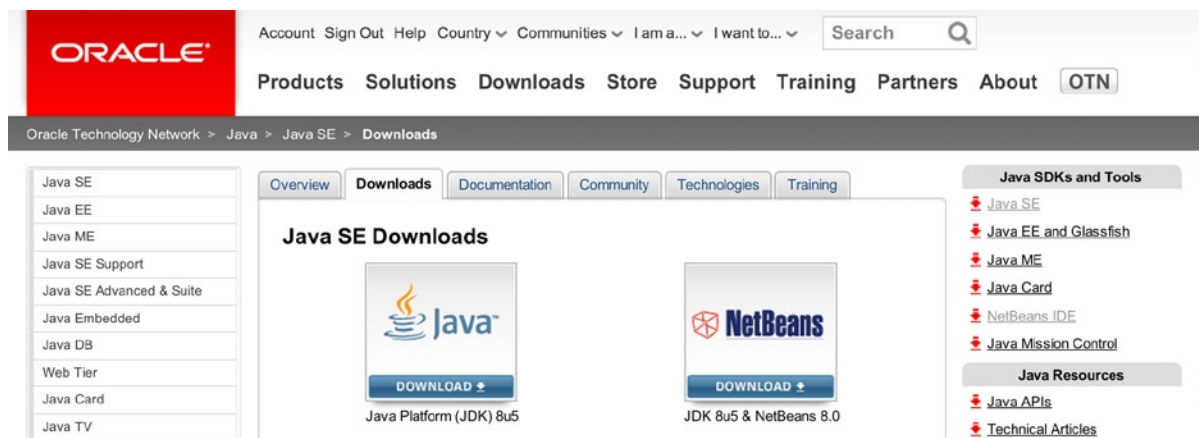 ORACLE
Account Sign Out Help Country Communities I am a... I want to... Search
Products Solutions Downloads Store Support Training Partners About OTN
Oracle Technology Network > Java > Java SE > Downloads
Java SE
Java EE
Java ME
Java SE Support
Java SE Advanced & Suite
Java Embedded
Java DB
Web Tier
Java Card
Java TV
Overview Downloads Documentation Community Technologies Training
Java SE Downloads
Java™
DOWNLOAD
Java Platform (JDK) 8u5
NetBeans
DOWNLOAD
JDK 8u5 & NetBeans 8.0
Java SDKs and Tools
Java SE
Java EE and Glassfish
Java ME
Java Card
NetBeans IDE
Java Mission Control
Java Resources
Java APIs
Technical Articles